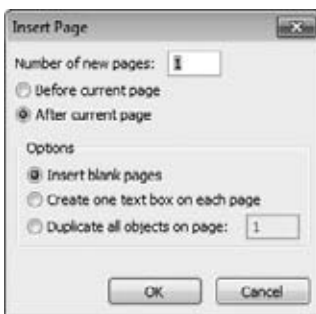 Insert Page
Number of new pages: 1
Before current page
After current page
Options
Insert blank pages
Create one text box on each page
Duplicate all objects on page: 1
OK Cancel